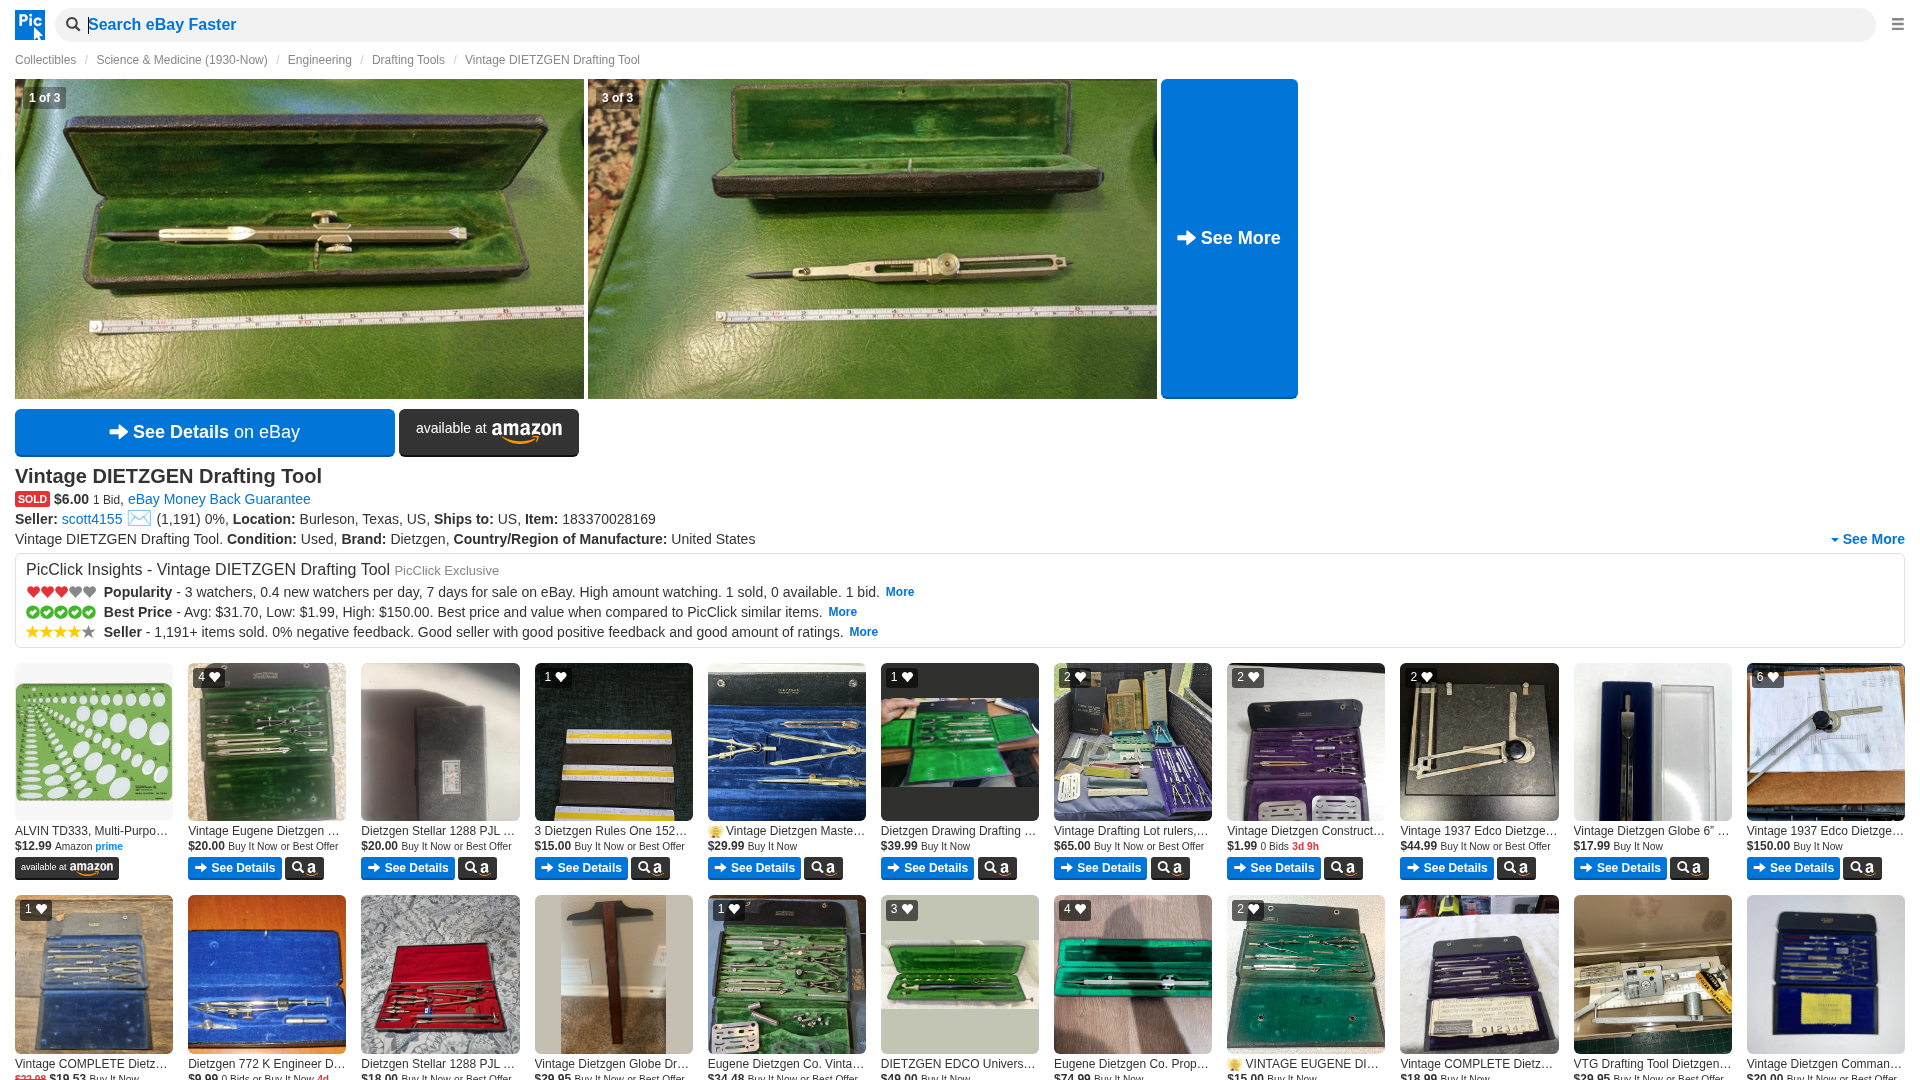 Pic
Search eBay Faster
Collectibles / Science & Medicine (1930-Now) / Engineering / Drafting Tools / Vintage DIETZGEN Drafting Tool
1 of 3
3 of 3
See More
See Details on eBay
available at amazon
Vintage DIETZGEN Drafting Tool
SOLD $6.00 1 Bid, eBay Money Back Guarantee
Seller: scott4155 (1,191) 0%, Location: Burleson, Texas, US, Ships to: US, Item: 183370028169
Vintage DIETZGEN Drafting Tool. Condition: Used, Brand: Dietzgen, Country/Region of Manufacture: United States
See More
PicClick Insights - Vintage DIETZGEN Drafting Tool PicClick Exclusive
Popularity - 3 watchers, 0.4 new watchers per day, 7 days for sale on eBay. High amount watching. 1 sold, 0 available. 1 bid. More
Best Price - Avg: $31.70, Low: $1.99, High: $150.00. Best price and value when compared to PicClick similar items. More
Seller - 1,191+ items sold. 0% negative feedback. Good seller with good positive feedback and good amount of ratings. More
4
1
1
2
2
2
6
ALVIN TD333, Multi-Purpo...
$12.99 Amazon prime
available at amazon
Vintage Eugene Dietzgen ...
$20.00 Buy It Now or Best Offer
See Details
a
Dietzgen Stellar 1288 PJL ...
$20.00 Buy It Now or Best Offer
See Details
a
3 Dietzgen Rules One 152...
$15.00 Buy It Now or Best Offer
See Details
a
Vintage Dietzgen Maste...
$29.99 Buy It Now
See Details
a
Dietzgen Drawing Drafting ...
$39.99 Buy It Now
See Details
a
Vintage Drafting Lot rulers,...
$65.00 Buy It Now or Best Offer
See Details
a
Vintage Dietzgen Construct...
$1.99 0 Bids 3d 9h
See Details
a
Vintage 1937 Edco Dietzge...
$44.99 Buy It Now or Best Offer
See Details
a
Vintage Dietzgen Globe 6” ...
$17.99 Buy It Now
See Details
a
Vintage 1937 Edco Dietzge...
$150.00 Buy It Now
See Details
a
1
1
3
4
2
Vintage COMPLETE Dietz...
$22.98 $19.53 Buy It Now
Dietzgen 772 K Engineer D...
$9.99 0 Bids or Buy It Now 4d
Dietzgen Stellar 1288 PJL ...
$18.00 Buy It Now or Best Offer
Vintage Dietzgen Globe Dr...
$29.95 Buy It Now or Best Offer
Eugene Dietzgen Co. Vinta...
$34.48 Buy It Now or Best Offer
DIETZGEN EDCO Univers...
$49.00 Buy It Now
Eugene Dietzgen Co. Prop...
$74.99 Buy It Now
VINTAGE EUGENE DI...
$15.00 Buy It Now
Vintage COMPLETE Dietz...
$18.99 Buy It Now
VTG Drafting Tool Dietzgen...
$29.95 Buy It Now or Best Offer
Vintage Dietzgen Comman...
$20.00 Buy It Now or Best Offer